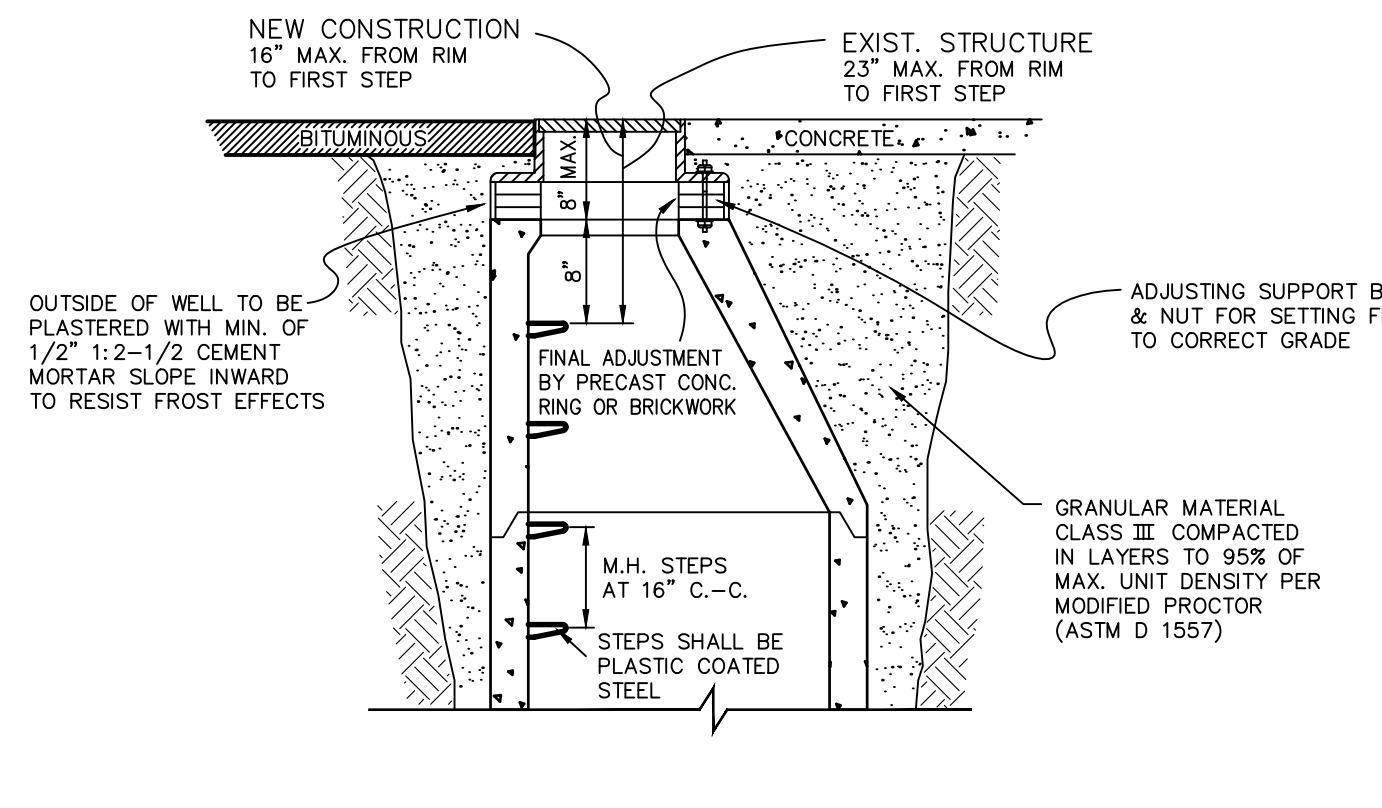 NEW CONSTRUCTION
16” MAX. FROM RIM
TO FIRST STEP
EXIST. STRUCTURE
23” MAX. FROM RIM
TO FIRST STEP
BITUMINOUS
CONCRETE
8” MAX.
8”
OUTSIDE OF WELL TO BE
PLASTERED WITH MIN. OF
1/2” 1:2–1/2 CEMENT
MORTAR SLOPE INWARD
TO RESIST FROST EFFECTS
FINAL ADJUSTMENT
BY PRECAST CONC.
RING OR BRICKWORK
ADJUSTING SUPPORT
& NUT FOR SETTING
TO CORRECT GRADE
GRANULAR MATERIAL
CLASS III COMPACTED
IN LAYERS TO 95% OF
MAX. UNIT DENSITY PER
MODIFIED PROCTOR
(ASTM D 1557)
M.H. STEPS
AT 16” C.–C.
STEPS SHALL BE
PLASTIC COATED
STEEL